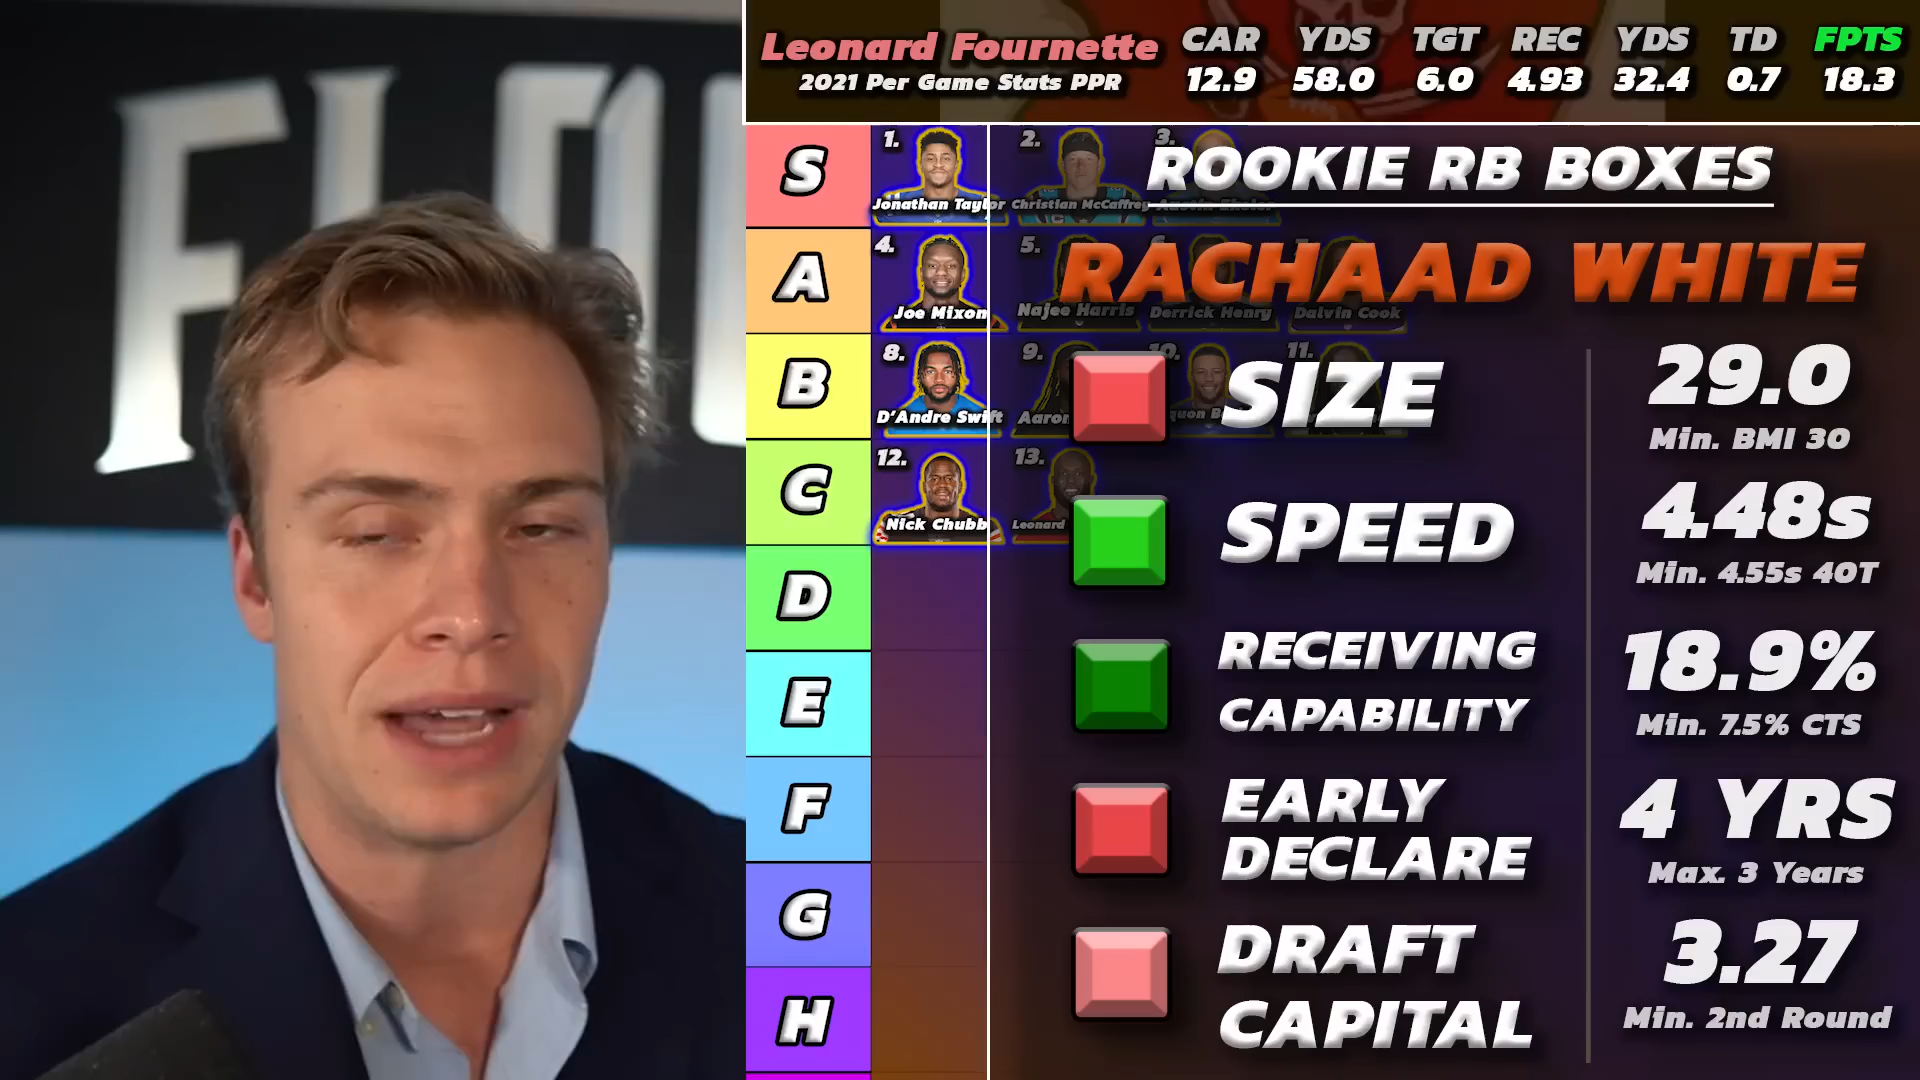 FLO
Leonard Fournette
2021 Per Game Stats PPR
CAR YDS TGT REC YDS TD FPTS
12.9 58.0 6.0 4.93 32.4 0.7 18.3
ROOKIE RB BOXES
RACHAAD WHITE
SIZE
29.0
Min. BMI 30
SPEED
4.48s
Min. 4.55s 40T
RECEIVING
CAPABILITY
18.9%
Min. 7.5% CTS
EARLY
DECLARE
4 YRS
Max. 3 Years
DRAFT
CAPITAL
3.27
Min. 2nd Round
S
1.
Jonathan Taylor
2.
Christian McCaffrey
3.
A
4.
Joe Mixon
5.
Najee Harris
Derrick Henry
Dalvin Cook
B
8.
D'Andre Swift
9.
Aaron
10.
11.
C
12.
Nick Chubb
13.
Leonard
D
E
F
G
H